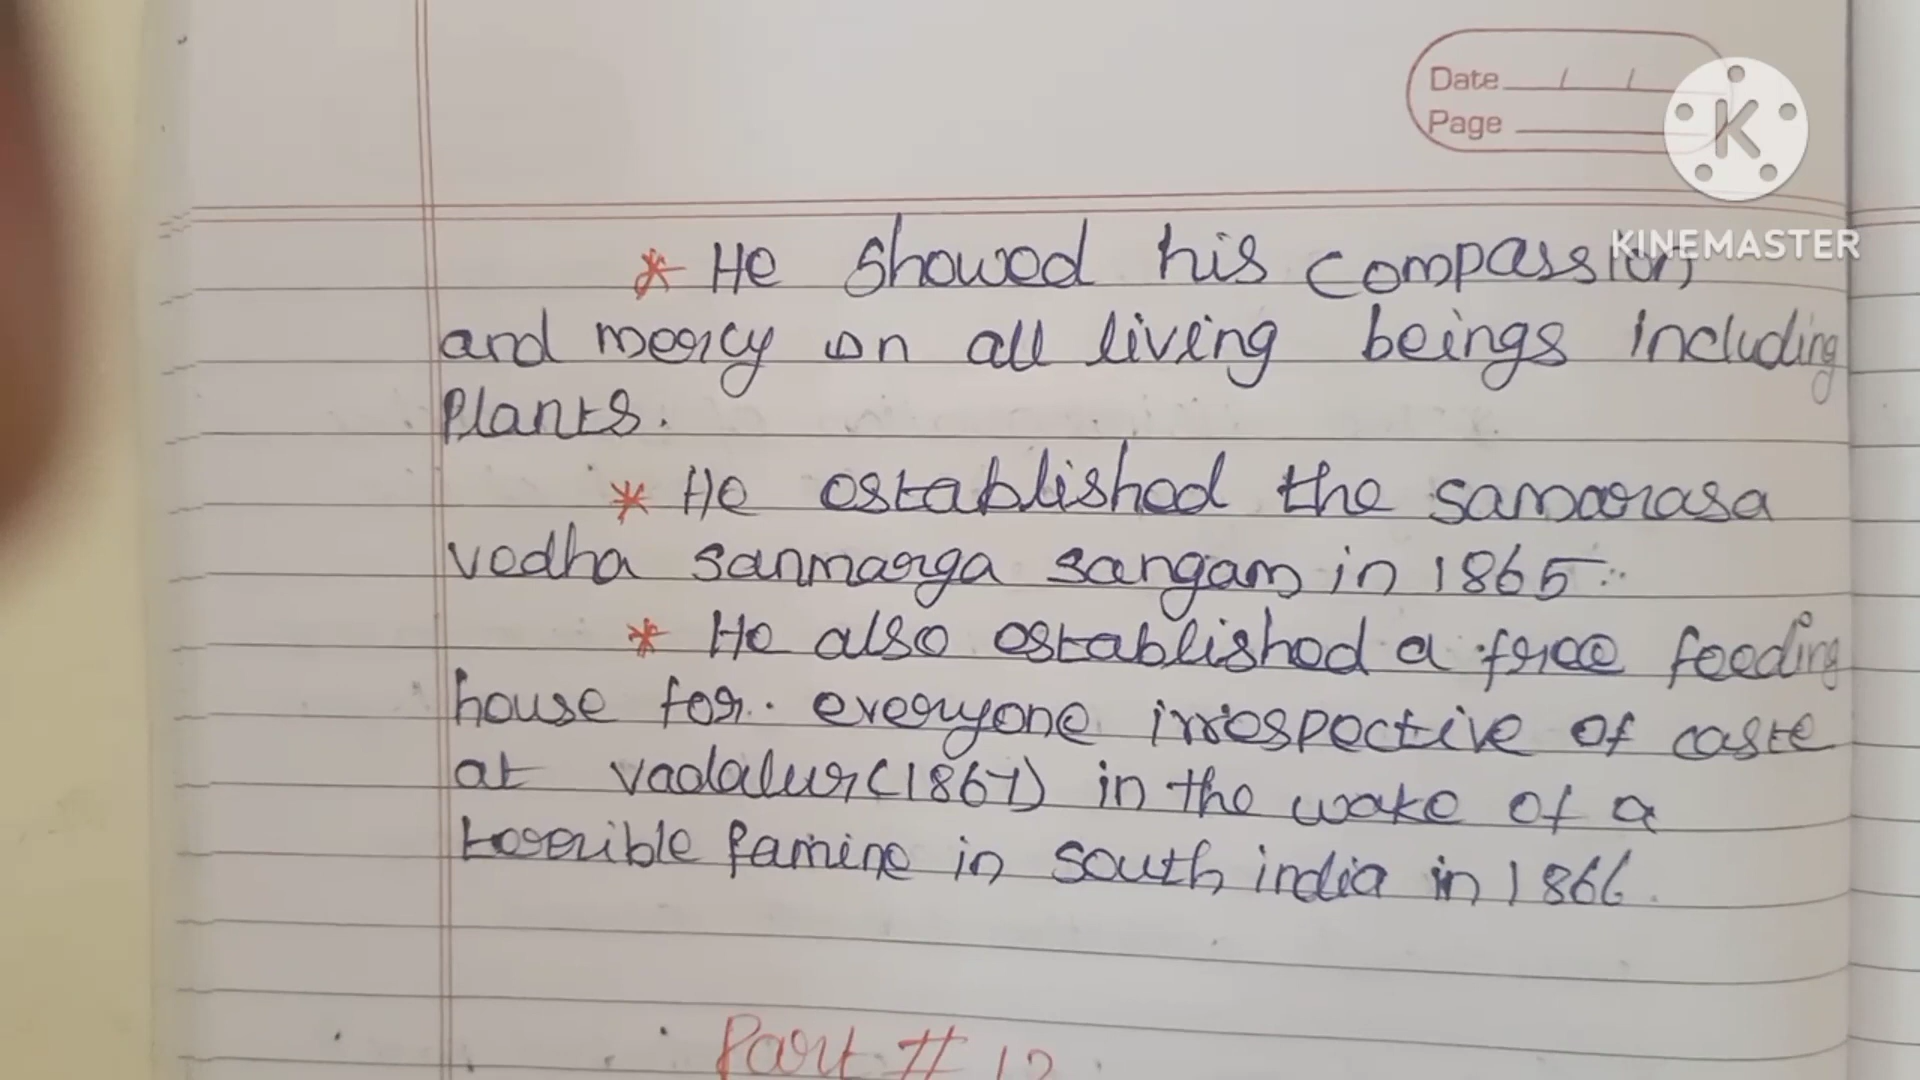 Date / /
Page
K
KINEMASTER
* He showed his compassion
and mercy on all living beings including
Plants.
* He established the samarasa
vedha sanmarga sangam in 1865.
* He also established a free feeding
house for everyone irrespective of caste
at vadalur (1867) in the wake of a
terrible famine in south india in 1866.
Part # 12